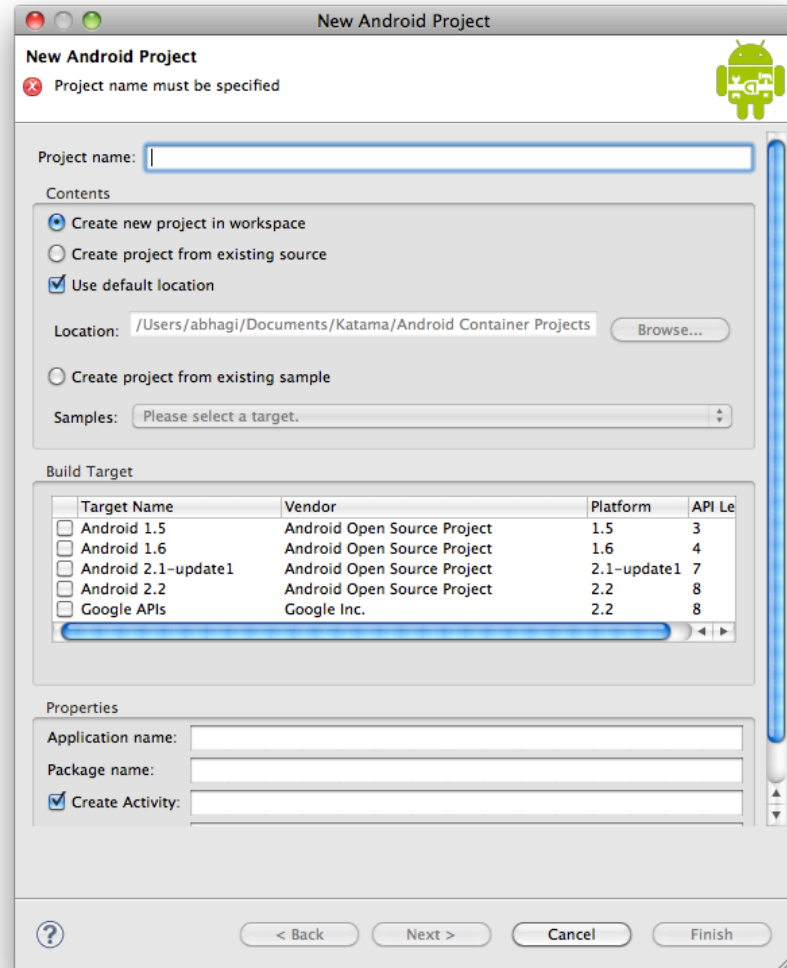 New Android Project
New Android Project
Project name must be specified
Project name:
Contents
Create new project in workspace
Create project from existing source
Use default location
Location: /Users/abhagi/Documents/Katama/Android Container Projects Browse...
Create project from existing sample
Samples: Please select a target.
Build Target
Target Name Vendor Platform API Le
Android 1.5 Android Open Source Project 1.5 3
Android 1.6 Android Open Source Project 1.6 4
Android 2.1-update1 Android Open Source Project 2.1-update1 7
Android 2.2 Android Open Source Project 2.2 8
Google APIs Google Inc. 2.2 8
Properties
Application name:
Package name:
Create Activity:
? < Back Next > Cancel Finish